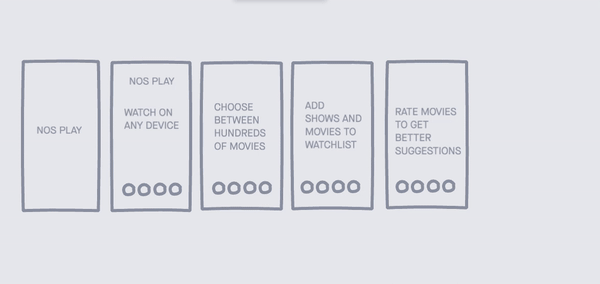 NOS PLAY
NOS PLAY
WATCH ON
ANY DEVICE
CHOOSE
BETWEEN
HUNDREDS
OF MOVIES
ADD
SHOWS AND
MOVIES TO
WATCHLIST
RATE MOVIES
TO GET
BETTER
SUGGESTIONS